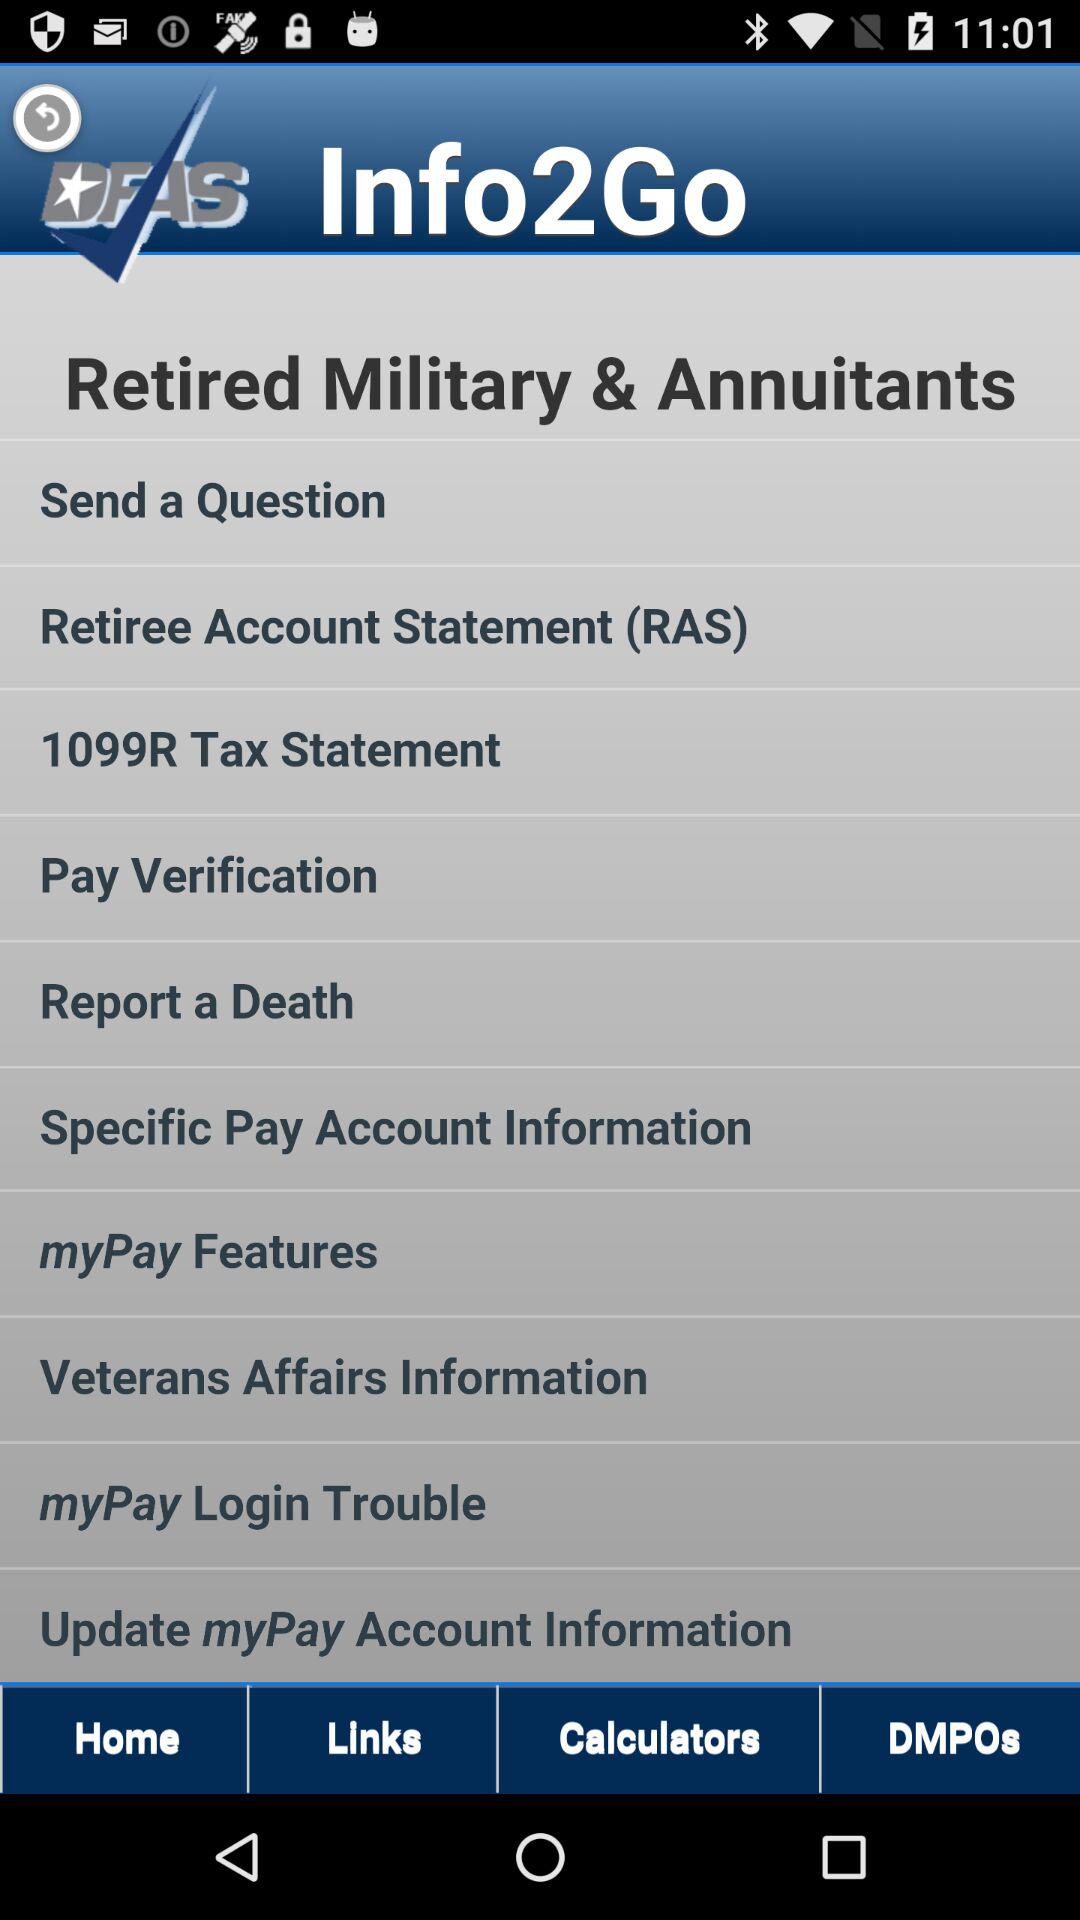 FAKE
11:01
DFAS
Info2Go
Retired Military & Annuitants
Send a Question
Retiree Account Statement (RAS)
1099R Tax Statement
Pay Verification
Report a Death
Specific Pay Account Information
myPay Features
Veterans Affairs Information
myPay Login Trouble
Update myPay Account Information
Home Links Calculators DMPOs